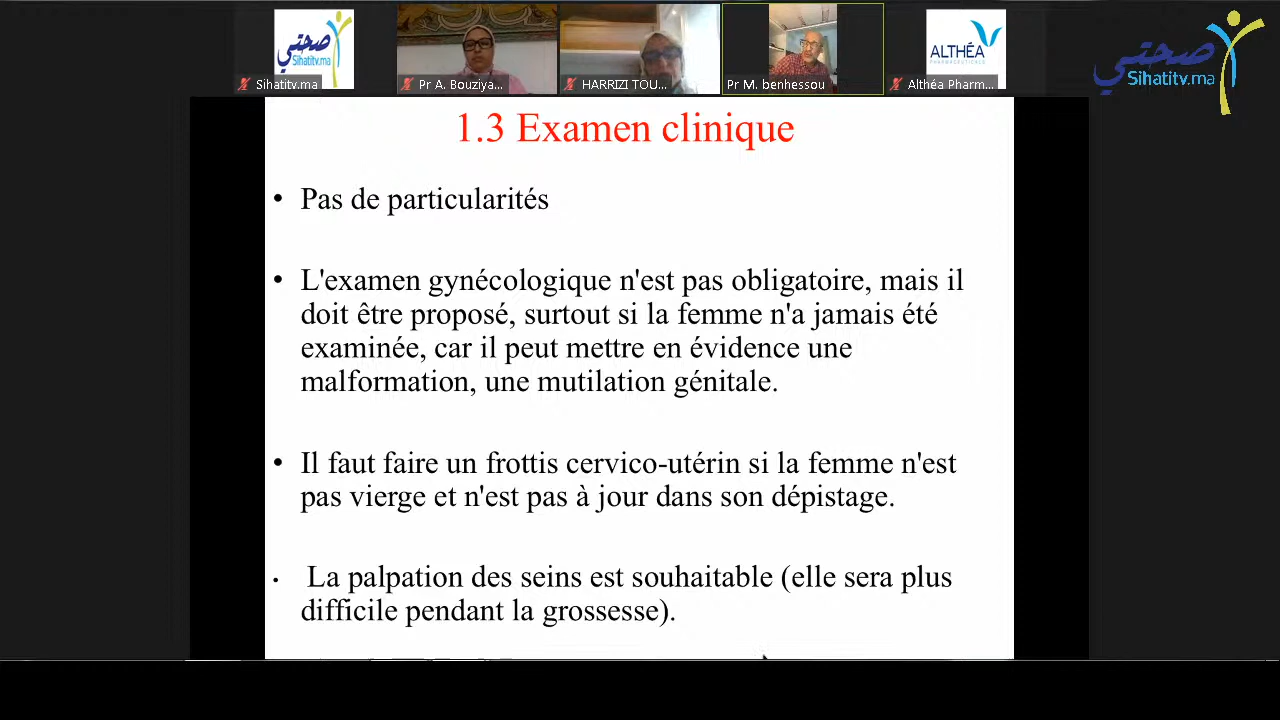 صحتي
Sihatitv.ma
Sihatitv.ma
Pr A. Bouziya...
HARRIZI TOU...
Pr M. benhessou
ALTHÉA
PHARMACEUTICALS
Althéa Pharm...
صحتي
Sihatitv.ma
1.3 Examen clinique
• Pas de particularités
• L'examen gynécologique n'est pas obligatoire, mais il
doit être proposé, surtout si la femme n'a jamais été
examinée, car il peut mettre en évidence une
malformation, une mutilation génitale.
• Il faut faire un frottis cervico-utérin si la femme n'est
pas vierge et n'est pas à jour dans son dépistage.
• La palpation des seins est souhaitable (elle sera plus
difficile pendant la grossesse).